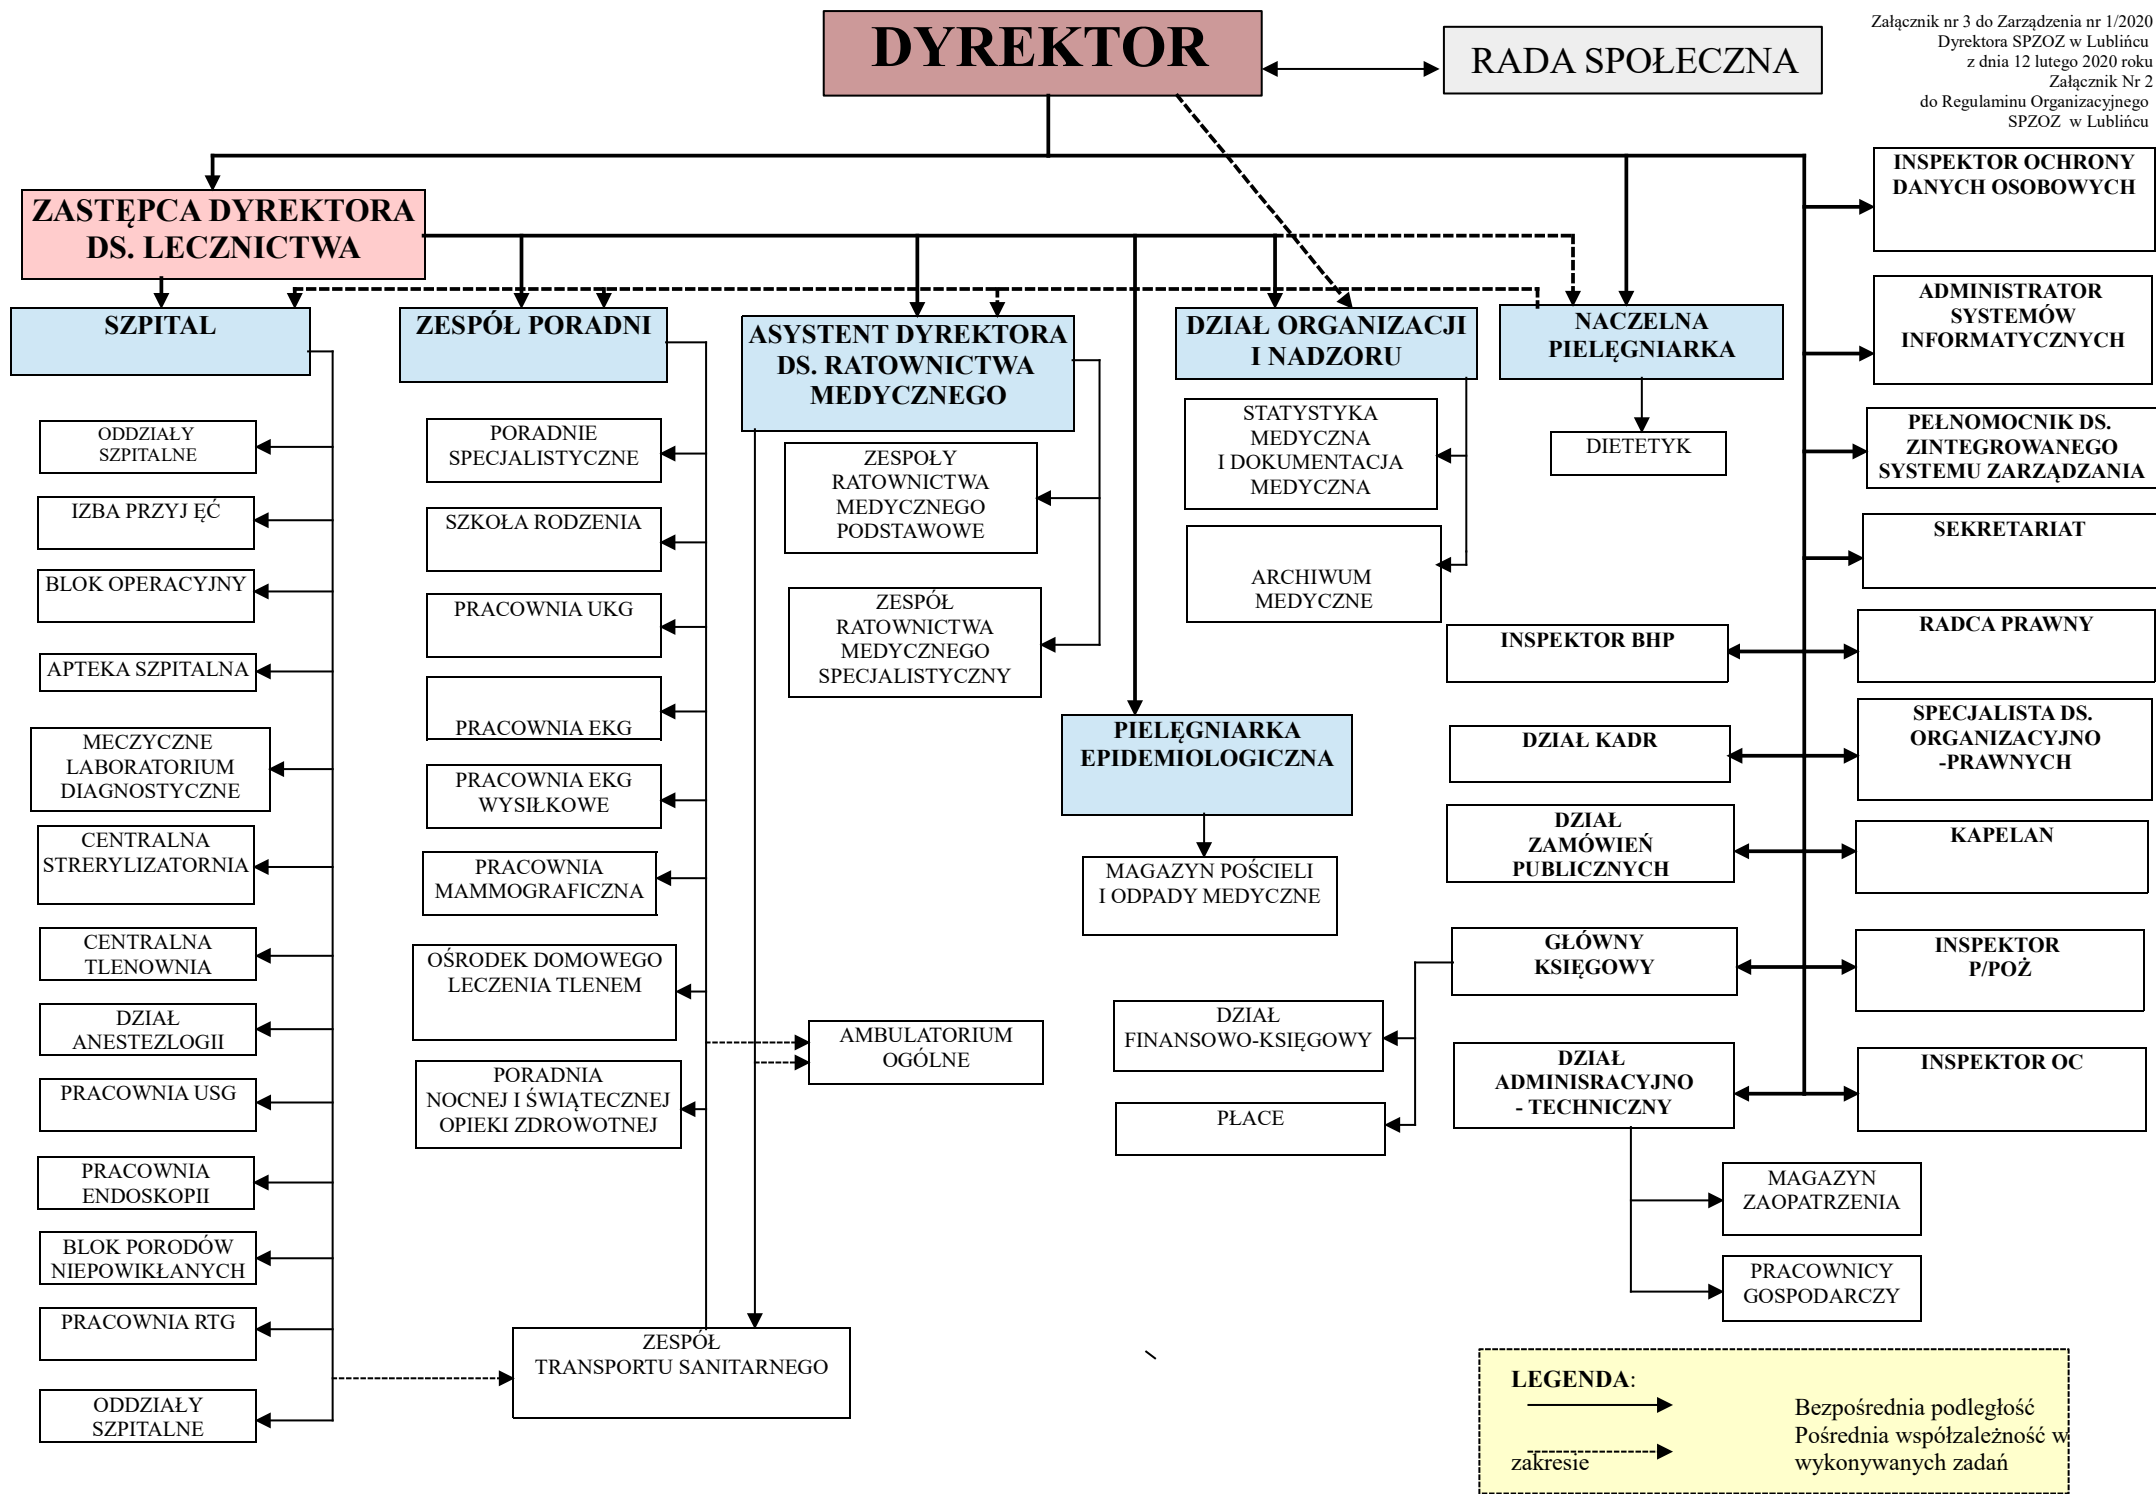 DYREKTOR
RADA SPOŁECZNA
Załącznik nr 3 do Zarządzenia nr 1/2020
Dyrektora SPZOZ w Lublińcu
z dnia 12 lutego 2020 roku
Załącznik Nr 2
do Regulaminu Organizacyjnego
SPZOZ w Lublińcu
ZASTĘPCA DYREKTORA
DS. LECZNICTWA
SZPITAL
ODDZIAŁY
SZPITALNE
IZBA PRZYJ ĘĆ
BLOK OPERACYJNY
APTEKA SZPITALNA
MECZYCZNE
LABORATORIUM
DIAGNOSTYCZNE
CENTRALNA
STRERYLIZATORNIA
CENTRALNA
TLENOWNIA
DZIAŁ
ANESTEZLOGII
PRACOWNIA USG
PRACOWNIA
ENDOSKOPII
BLOK PORODÓW
NIEPOWIKŁANYCH
PRACOWNIA RTG
ODDZIAŁY
SZPITALNE
ZESPÓŁ PORADNI
PORADNIE
SPECJALISTYCZNE
SZKOŁA RODZENIA
PRACOWNIA UKG
PRACOWNIA EKG
PRACOWNIA EKG
WYSIŁKOWE
PRACOWNIA
MAMMOGRAFICZNA
OŚRODEK DOMOWEGO
LECZENIA TLENEM
PORADNIA
NOCNEJ I ŚWIĄTECZNEJ
OPIEKI ZDROWOTNEJ
ZESPÓŁ
TRANSPORTU SANITARNEGO
ASYSTENT DYREKTORA
DS. RATOWNICTWA
MEDYCZNEGO
ZESPOŁY
RATOWNICTWA
MEDYCZNEGO
PODSTAWOWE
ZESPÓŁ
RATOWNICTWA
MEDYCZNEGO
SPECJALISTYCZNY
AMBULATORIUM
OGÓLNE
PIELĘGNIARKA
EPIDEMIOLOGICZNA
MAGAZYN POŚCIELI
I ODPADY MEDYCZNE
DZIAŁ ORGANIZACJI
I NADZORU
STATYSTYKA
MEDYCZNA
I DOKUMENTACJA
MEDYCZNA
ARCHIWUM
MEDYCZNE
NACZELNA
PIELĘGNIARKA
DIETETYK
INSPEKTOR BHP
DZIAŁ KADR
DZIAŁ
ZAMÓWIEŃ
PUBLICZNYCH
GŁÓWNY
KSIĘGOWY
DZIAŁ
FINANSOWO-KSIĘGOWY
PŁACE
DZIAŁ
ADMINISRACYJNO
- TECHNICZNY
MAGAZYN
ZAOPATRZENIA
PRACOWNICY
GOSPODARCZY
INSPEKTOR OCHRONY
DANYCH OSOBOWYCH
ADMINISTRATOR
SYSTEMÓW
INFORMATYCZNYCH
PEŁNOMOCNIK DS.
ZINTEGROWANEGO
SYSTEMU ZARZĄDZANIA
SEKRETARIAT
RADCA PRAWNY
SPECJALISTA DS.
ORGANIZACYJNO
-PRAWNYCH
KAPELAN
INSPEKTOR
P/POŻ
INSPEKTOR OC
LEGENDA:
Bezpośrednia podległość
Pośrednia współzależność w
zakresie wykonywanych zadań